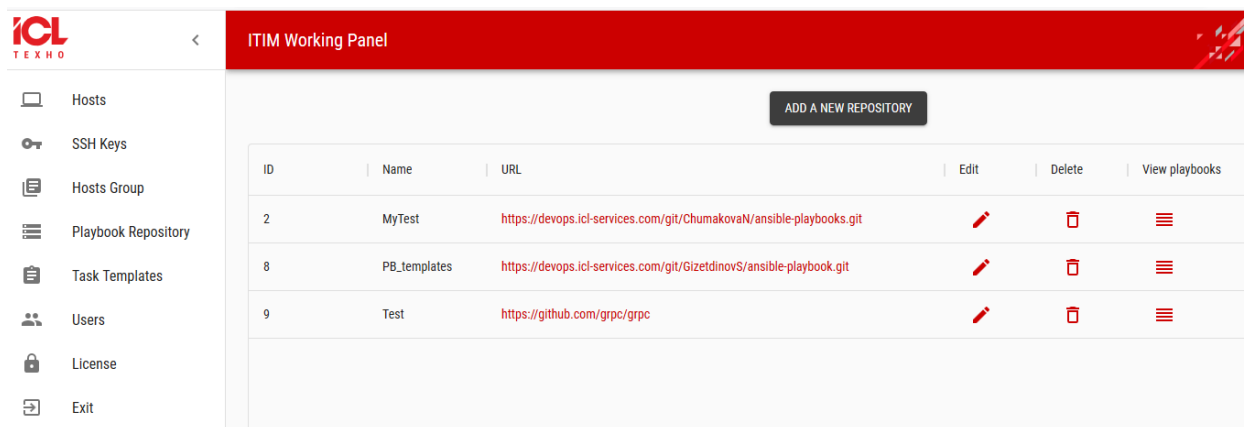 ICL
ТЕХНО
ITIM Working Panel
Hosts
SSH Keys
Hosts Group
Playbook Repository
Task Templates
Users
License
Exit
ADD A NEW REPOSITORY
ID Name URL Edit Delete View playbooks
2 MyTest https://devops.icl-services.com/git/ChumakovaN/ansible-playbooks.git
8 PB_templates https://devops.icl-services.com/git/GizetdinovS/ansible-playbook.git
9 Test https://github.com/grpc/grpc